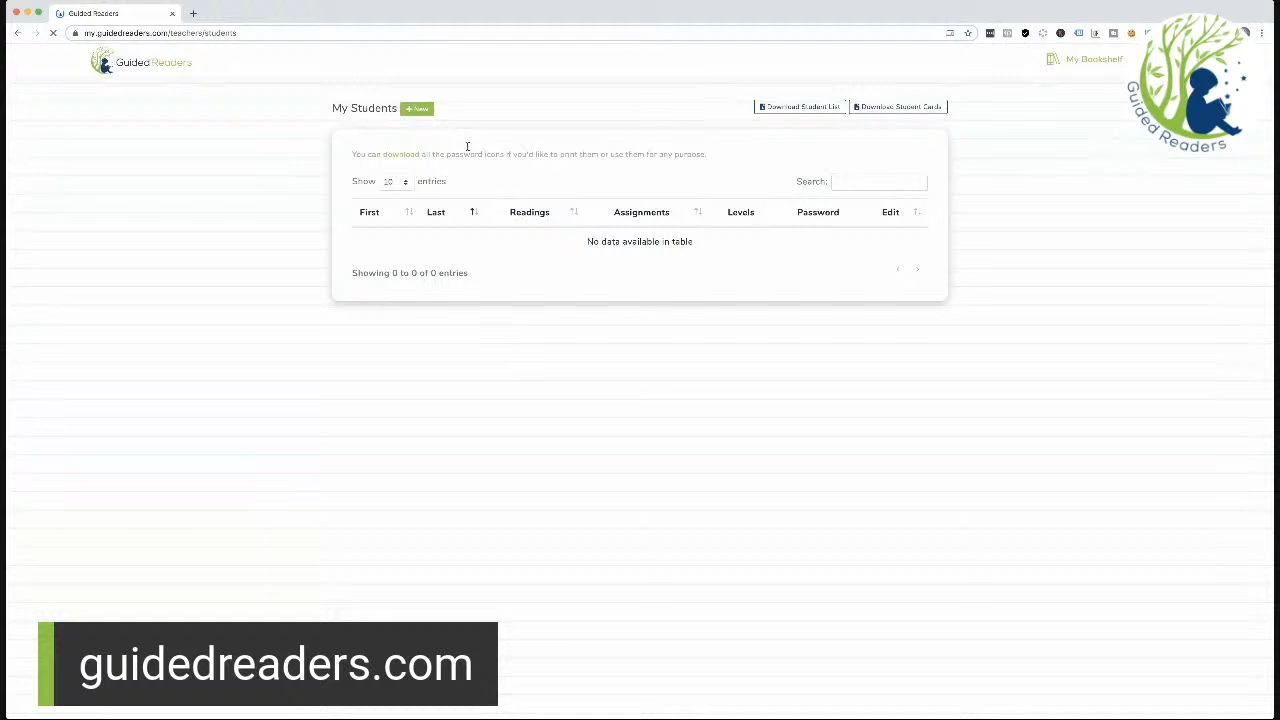 Guided Readers
my.guidedreaders.com/teachers/students
Guided Readers
My Bookshelf
Guided Readers
My Students
+ New
Download Student List
Download Student Cards
You can download all the password icons if you'd like to print them or use them for any purpose.
Show 10 entries
Search:
First Last Readings Assignments Levels Password Edit
No data available in table
Showing 0 to 0 of 0 entries
guidedreaders.com